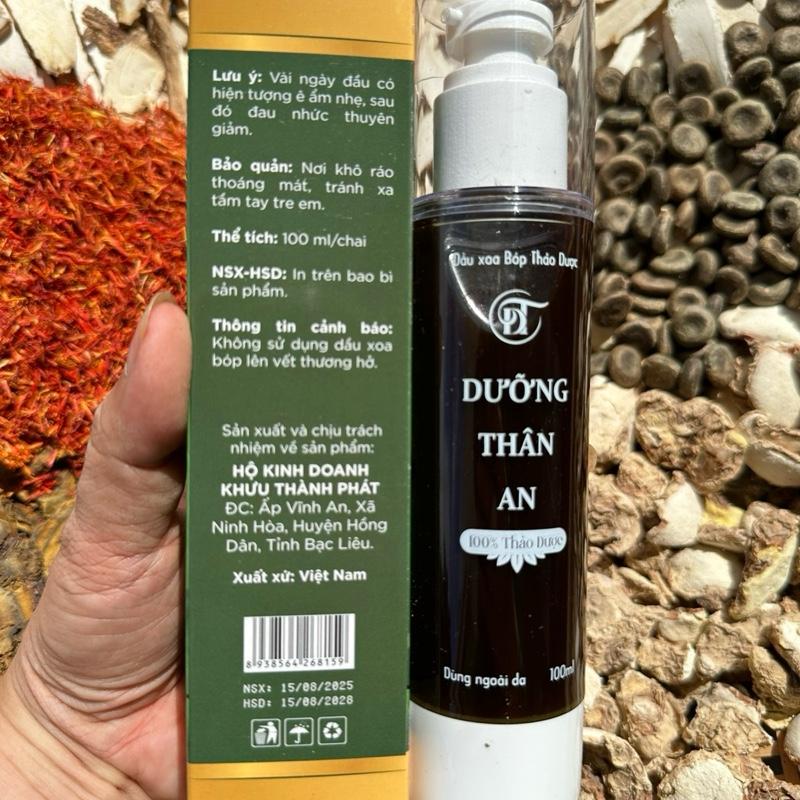 Lưu ý: Vài ngày đầu có
hiện tượng ê ẩm nhẹ, sau
đó đau nhức thuyên
giảm.
Bảo quản: Nơi khô ráo
thoáng mát, tránh xa
tầm tay tre em.
Thể tích: 100 ml/chai
NSX-HSD: In trên bao bì
sản phẩm.
Thông tin cảnh báo:
Không sử dụng dầu xoa
bóp lên vết thương hở.
Sản xuất và chịu trách
nhiệm về sản phẩm:
HỘ KINH DOANH
KHƯU THÀNH PHÁT
ĐC: Ấp Vĩnh An, Xã
Ninh Hòa, Huyện Hồng
Dân, Tỉnh Bạc Liêu.
Xuất xứ: Việt Nam
8 938564 268159
NSX: 15/08/2025
HSD: 15/08/2028
Dầu xoa Bóp Thảo Dược
DƯỠNG
THÂN
AN
100% Thảo Dược
Dùng ngoài da 100ml